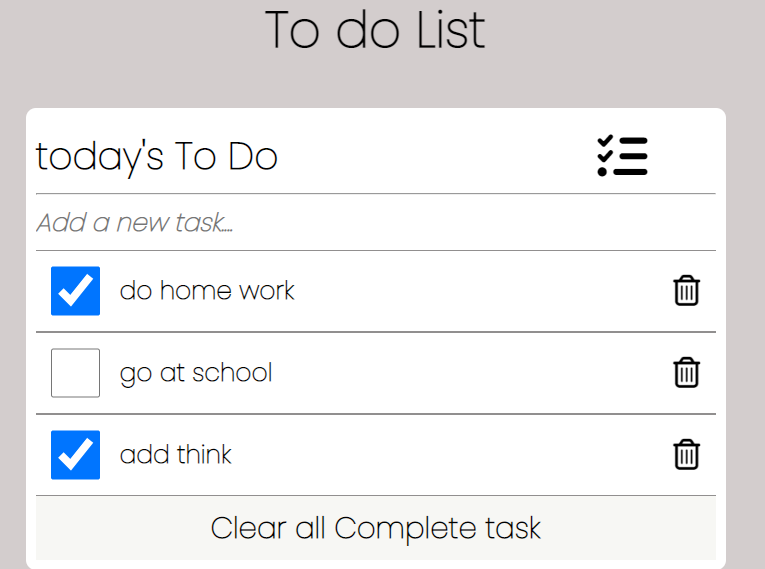 To do List
today's To Do
Add a new task...
do home work
go at school
add think
Clear all Complete task